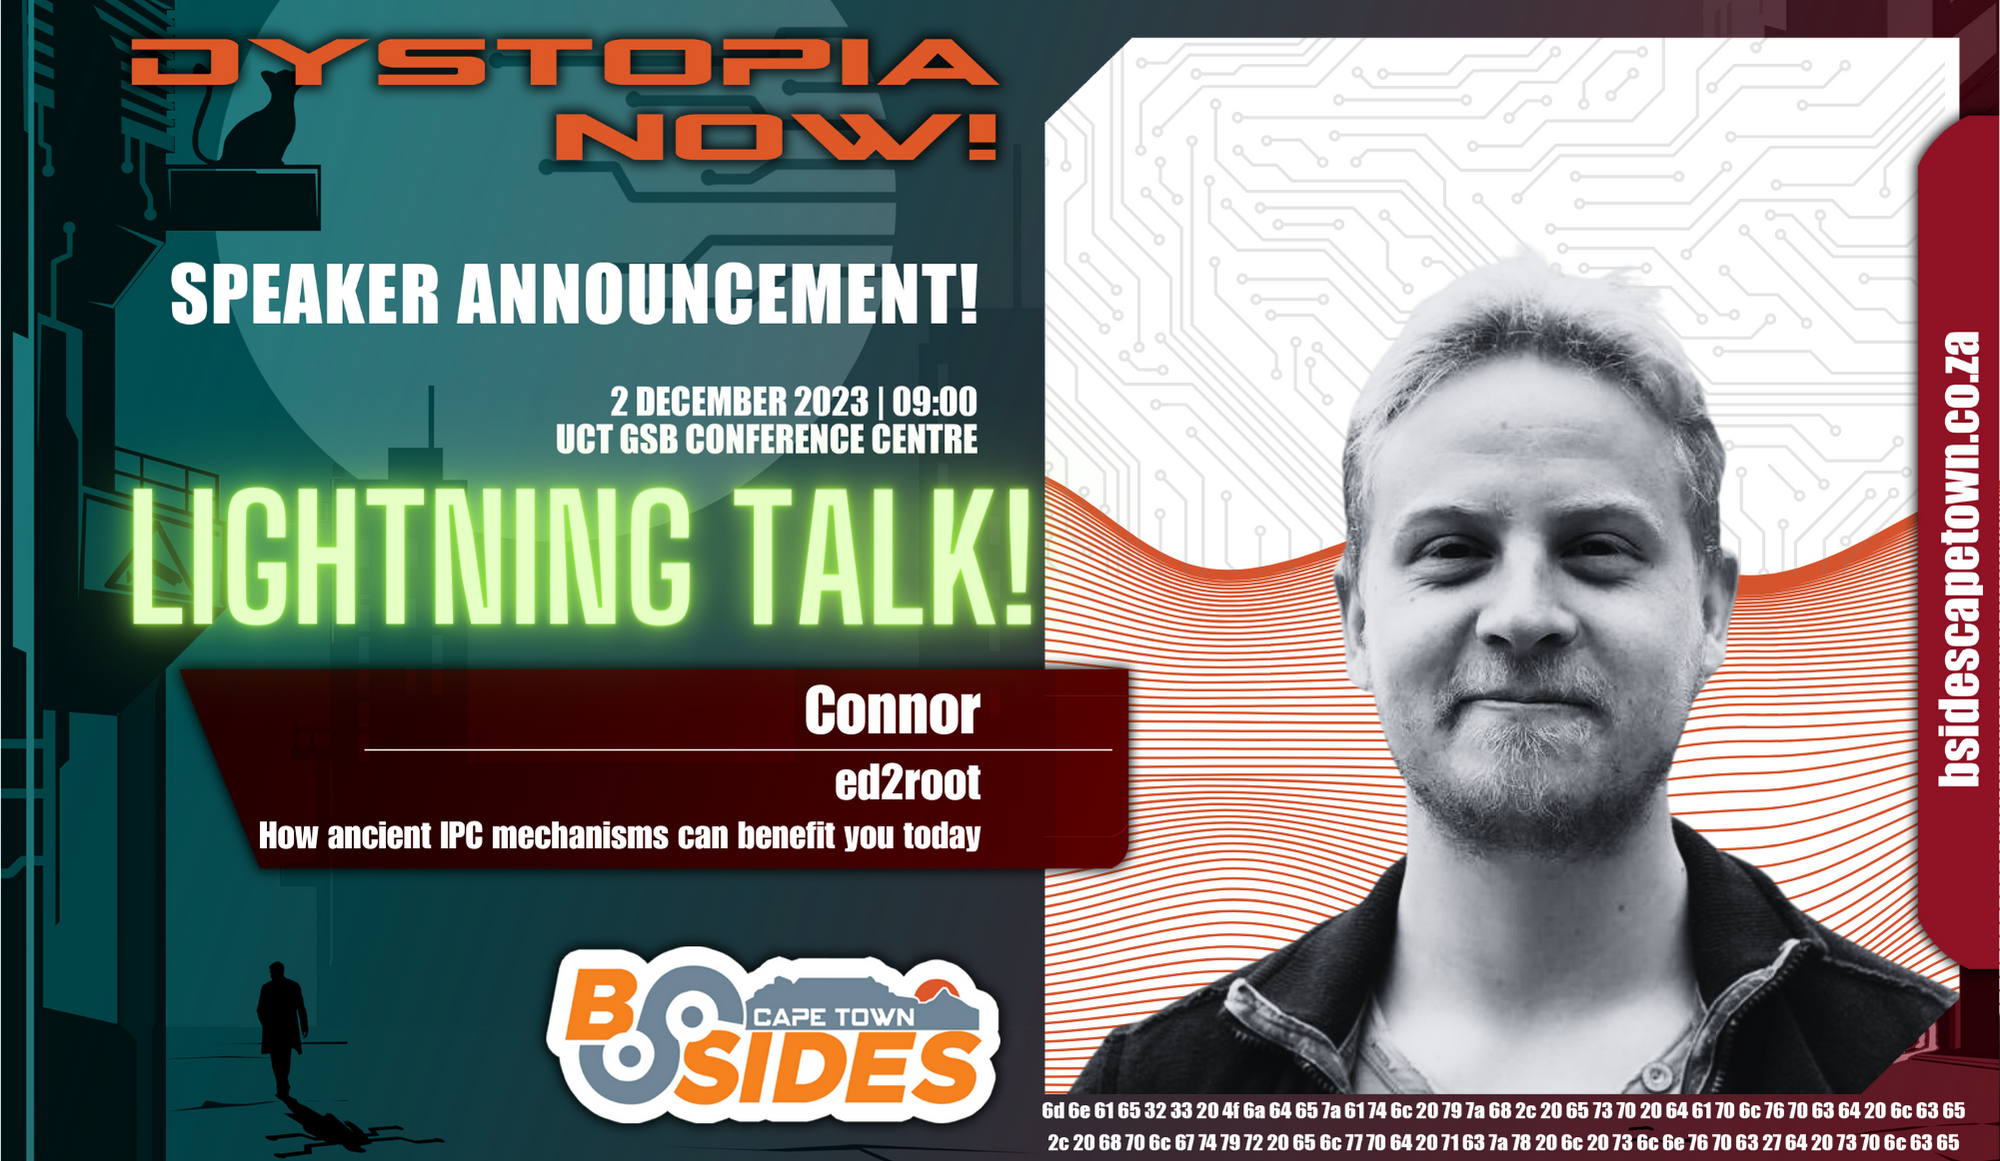 DYSTOPIA
NOW!
SPEAKER ANNOUNCEMENT!
2 DECEMBER 2023 | 09:00
UCT GSB CONFERENCE CENTRE
LIGHTNING TALK!
Connor
ed2root
How ancient IPC mechanisms can benefit you today
B SIDES
CAPE TOWN
bsidescapetown.co.za
6d 6e 61 65 32 33 20 4f 6a 64 65 7a 61 74 6c 20 79 7a 68 2c 20 65 73 70 20 64 61 70 6c 76 70 63 64 20 6c 63 65
2c 20 68 70 6c 67 74 79 72 20 65 6c 77 70 64 20 71 63 7a 78 20 6c 20 73 6c 6e 76 70 63 27 64 20 73 70 6c 63 65